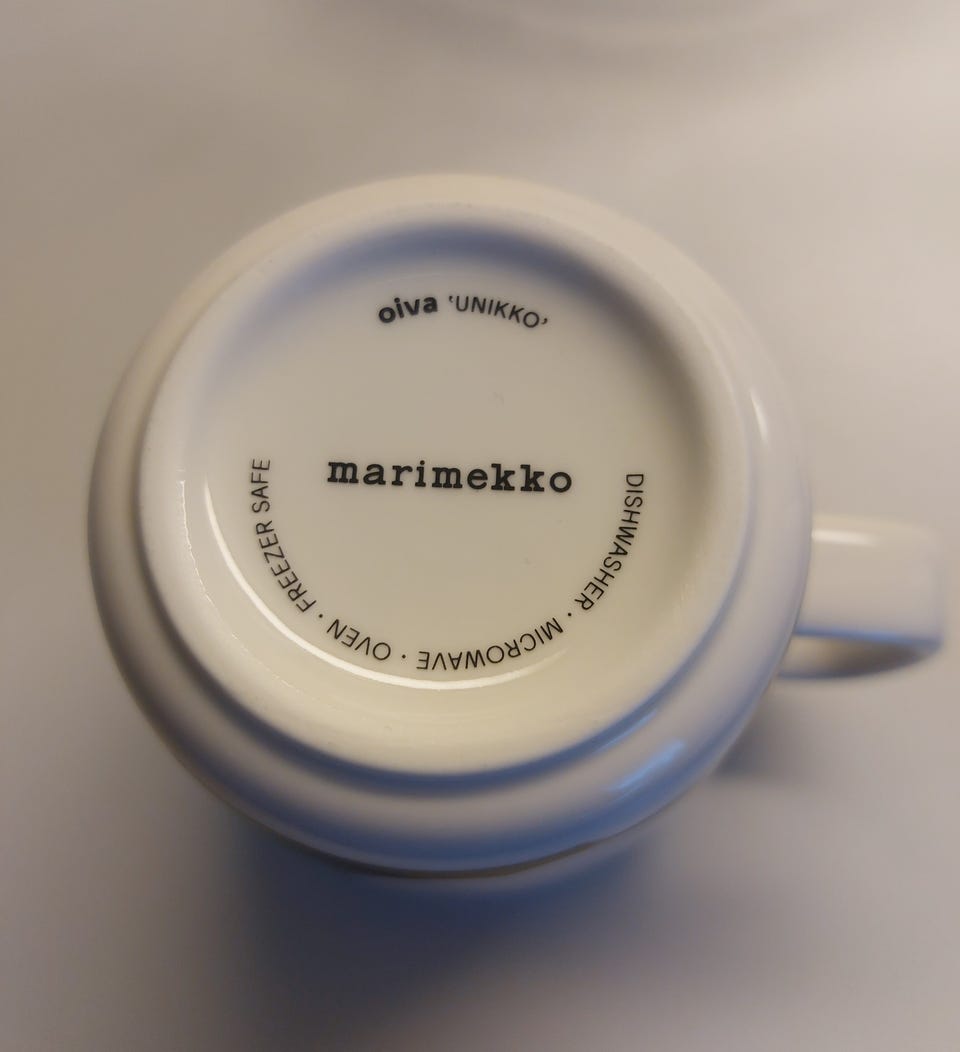 oiva 'UNIKKO'
marimekko
DISHWASHER · MICROWAVE · OVEN · FREEZER SAFE